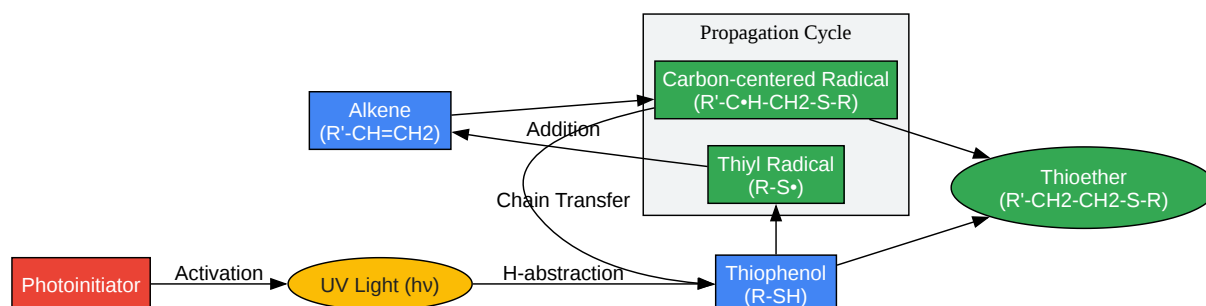 Propagation Cycle
Carbon-centered Radical
(R'-C•H-CH2-S-R)
Alkene
(R'-CH=CH2)
Addition
Thiyl Radical
(R-S•)
Thioether
(R'-CH2-CH2-S-R)
Chain Transfer
Photoinitiator
Activation
UV Light (hν)
H-abstraction
Thiophenol
(R-SH)